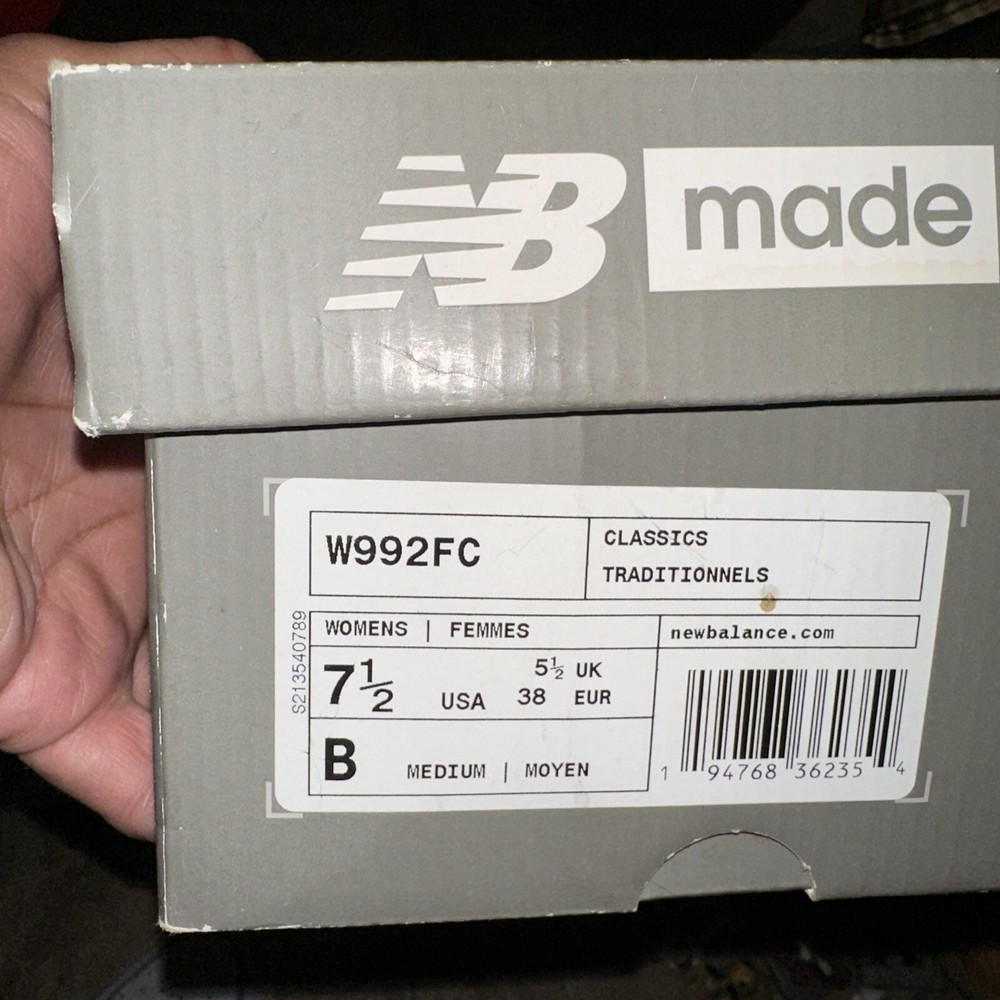 NB made
W992FC
CLASSICS
TRADITIONNELS
S213540789
WOMENS | FEMMES
newbalance.com
7½ USA
5½ UK
38 EUR
B MEDIUM | MOYEN
1 94768 36235 4